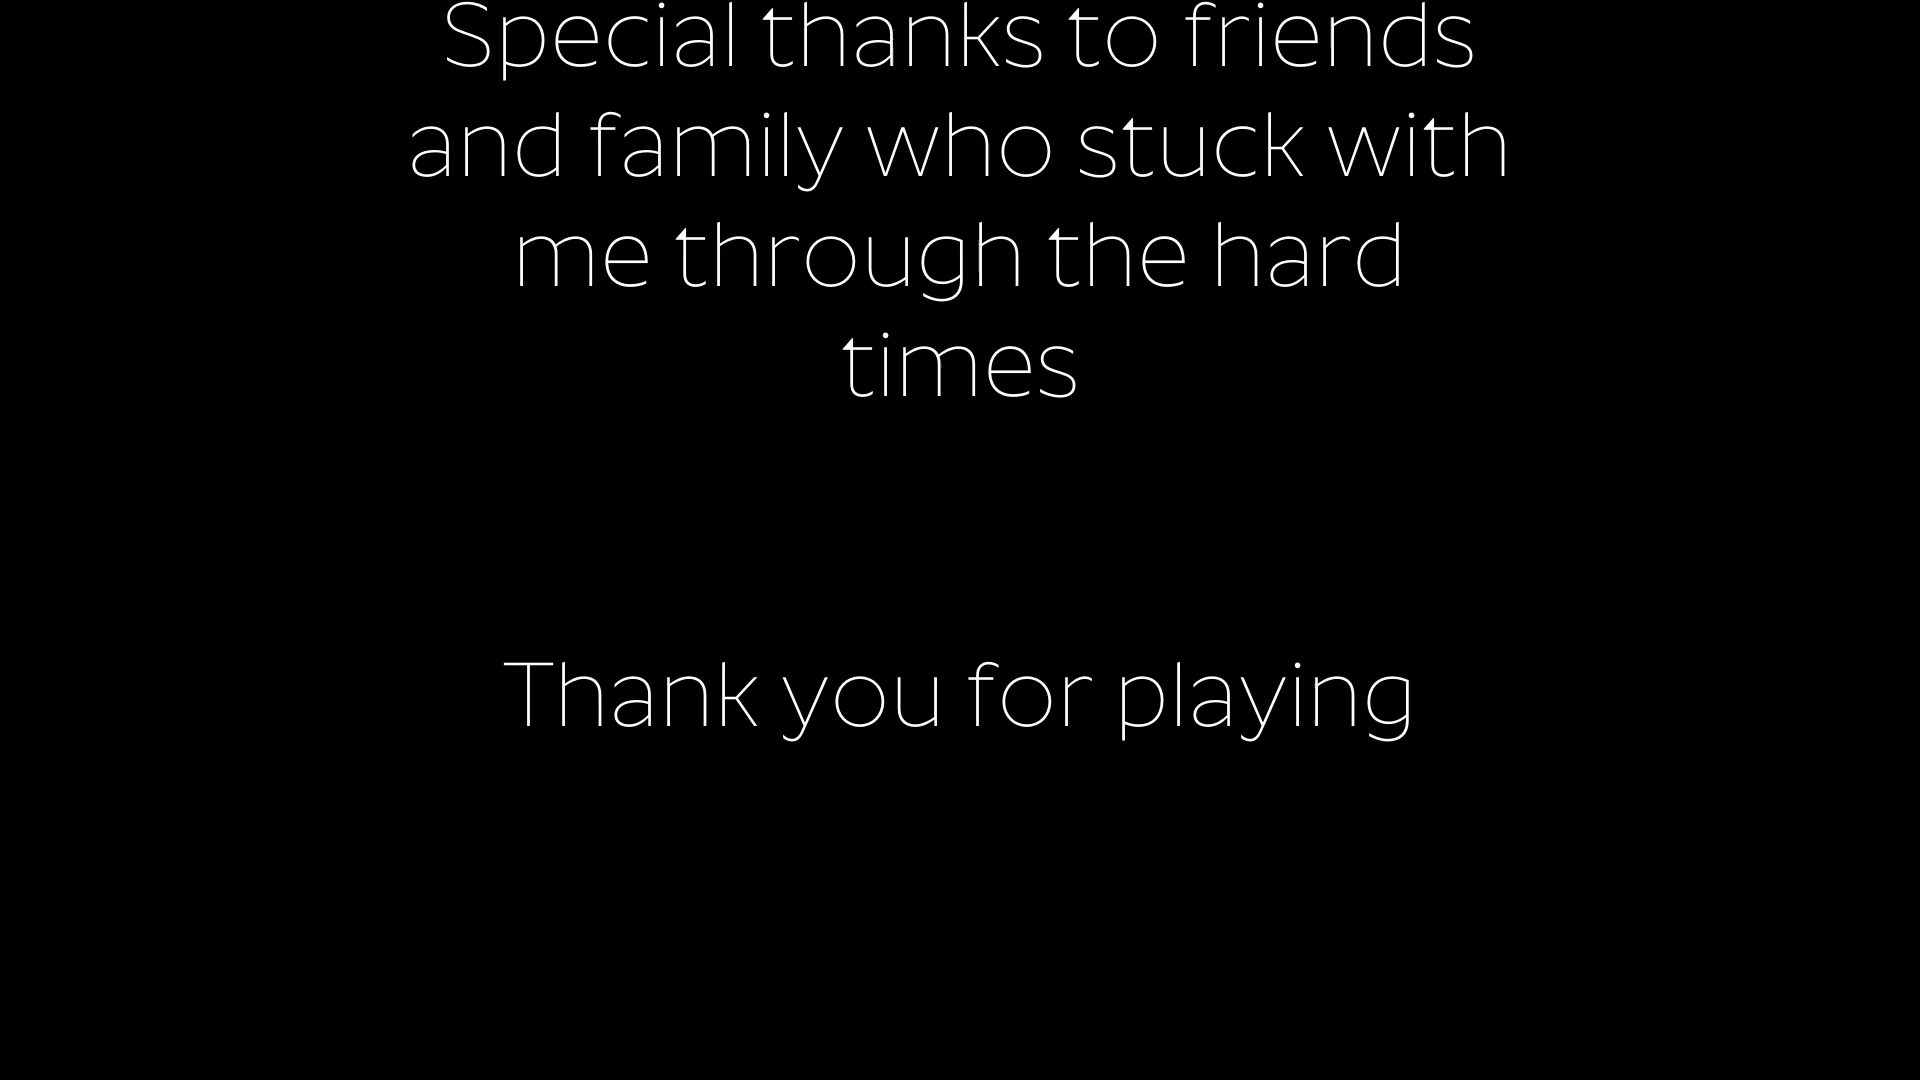 Special thanks to friends
and family who stuck with
me through the hard
times
Thank you for playing